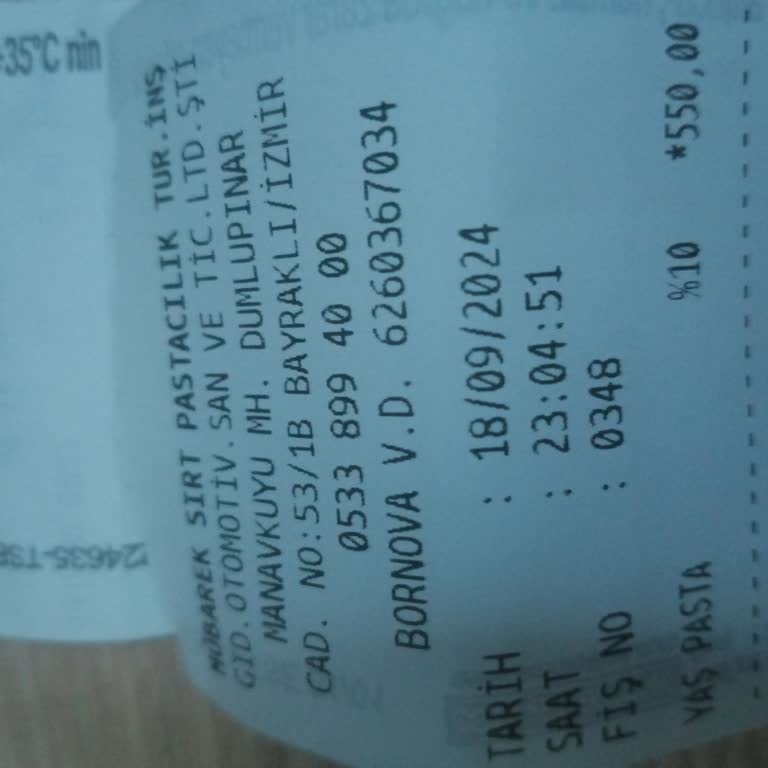 MÜBAREK SIRT PASTACILIK TUR.İNŞ
GID.OTOMOTİV.SAN VE TİC.LTD.ŞTİ
MANAVKUYU MH. DUMLUPINAR
CAD. NO:53/1B BAYRAKLI/İZMİR
0533 899 40 00
BORNOVA V.D. 6260367034
TARİH : 18/09/2024
SAAT : 23:04:51
FİŞ NO : 0348
YAŞ PASTA %10 *550,00
+35°C nin
124635-TSE